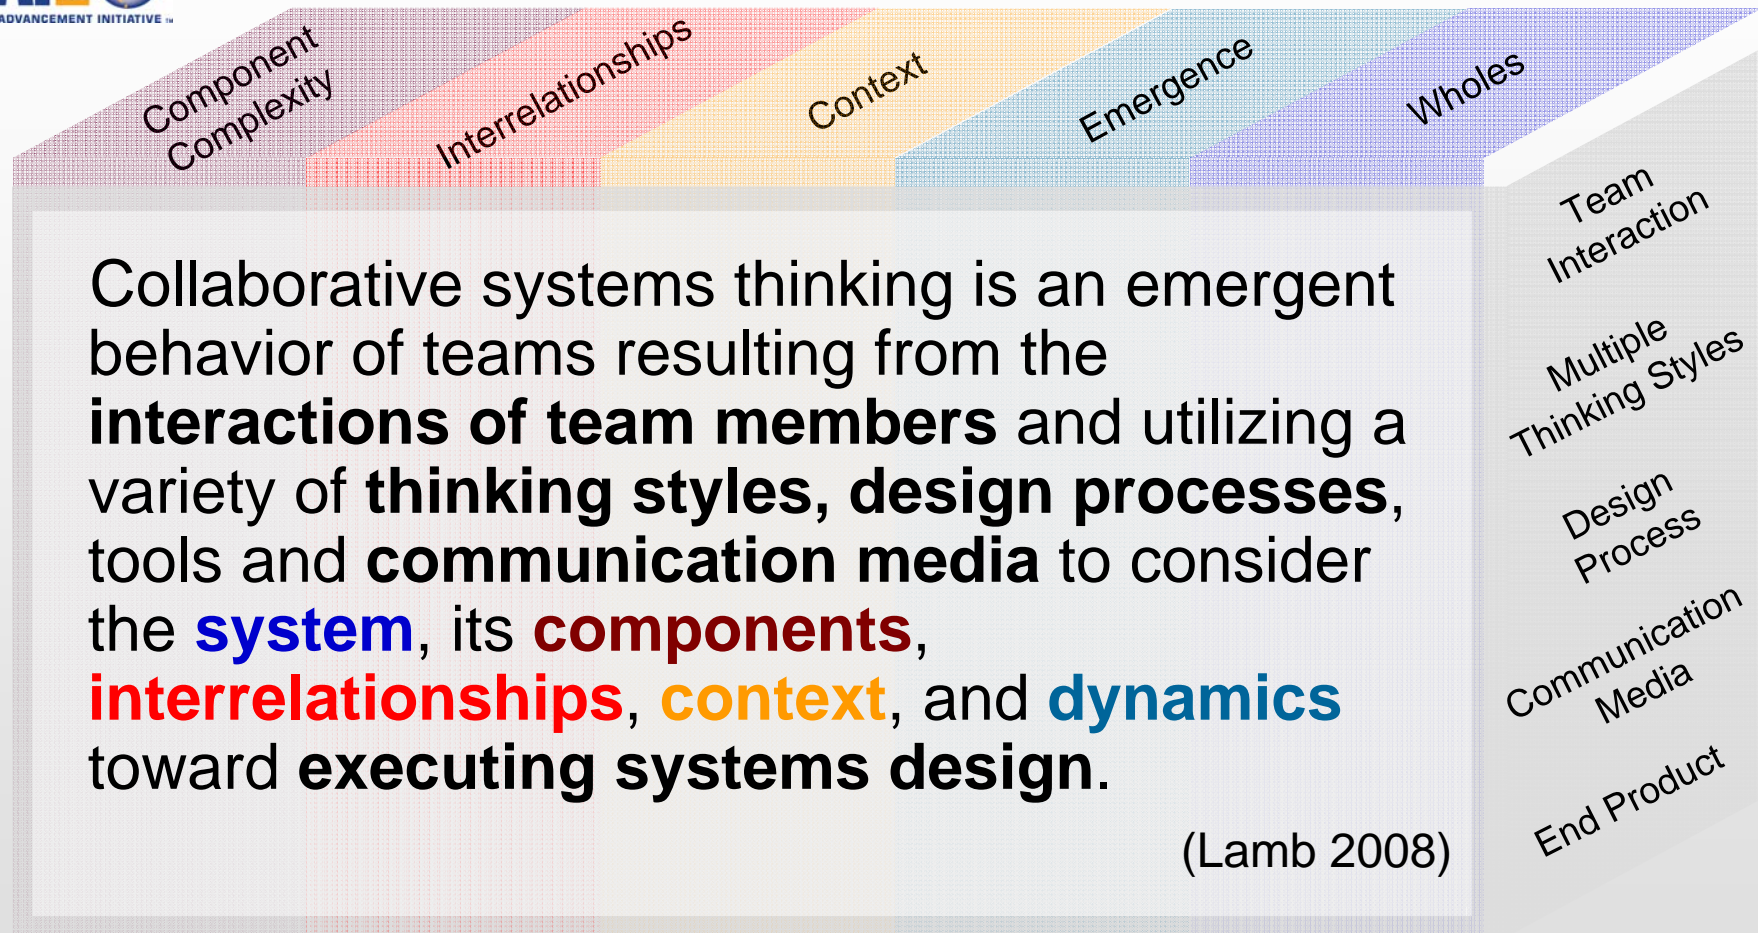 ADVANCEMENT INITIATIVE ™
Component
Complexity
Interrelationships
Context
Emergence
Wholes
Team
Interaction
Multiple
Thinking Styles
Design
Process
Communication
Media
End Product
Collaborative systems thinking is an emergent
behavior of teams resulting from the
interactions of team members and utilizing a
variety of thinking styles, design processes,
tools and communication media to consider
the system, its components,
interrelationships, context, and dynamics
toward executing systems design.
(Lamb 2008)